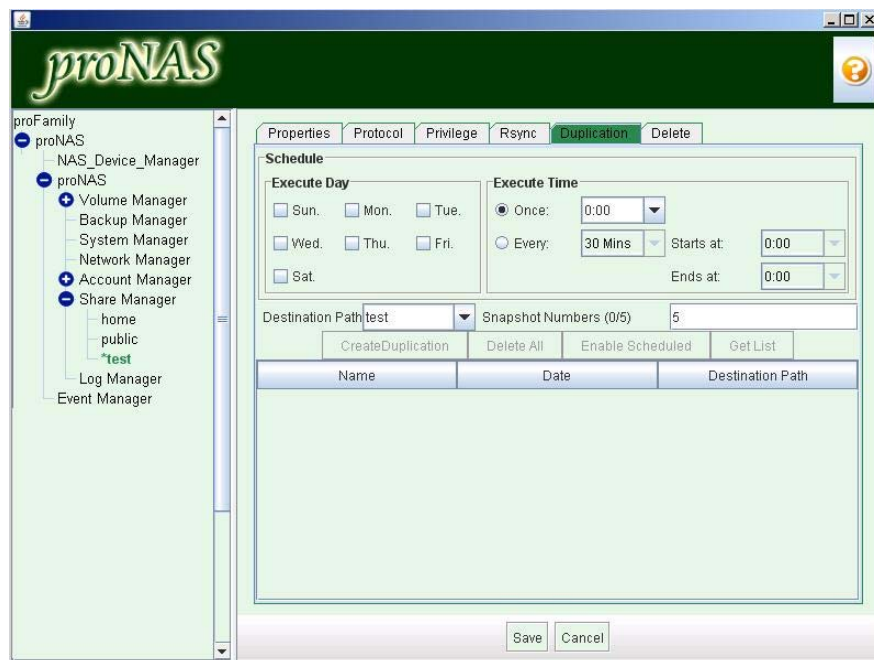 proNAS
proFamily
proNAS
NAS_Device_Manager
proNAS
Volume Manager
Backup Manager
System Manager
Network Manager
Account Manager
Share Manager
home
public
*test
Log Manager
Event Manager
Properties Protocol Privilege Rsync Duplication Delete
Schedule
Execute Day
Sun. Mon. Tue.
Wed. Thu. Fri.
Sat.
Execute Time
Once: 0:00
Every: 30 Mins Starts at: 0:00
Ends at: 0:00
Destination Path test Snapshot Numbers (0/5) 5
CreateDuplication Delete All Enable Scheduled Get List
Name Date Destination Path
Save Cancel